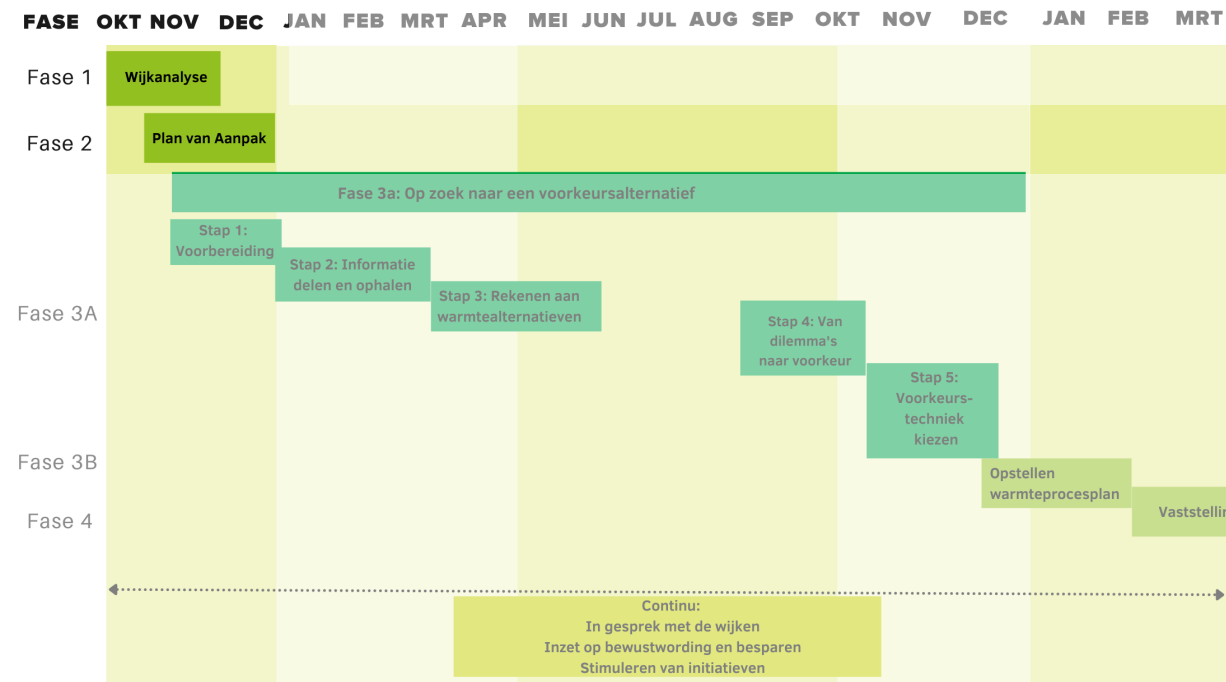 FASE OKT NOV DEC JAN FEB MRT APR MEI JUN JUL AUG SEP OKT NOV DEC JAN FEB MRT
Fase 1
Wijkanalyse
Fase 2
Plan van Aanpak
Fase 3a: Op zoek naar een voorkeursalternatief
Stap 1:
Voorbereiding
Stap 2: Informatie
delen en ophalen
Stap 3: Rekenen aan
warmtealternatieven
Fase 3A
Stap 4: Van
dilemma's
naar voorkeur
Stap 5:
Voorkeurs-
techniek
kiezen
Fase 3B
Opstellen
warmteprocesplan
Fase 4
Vaststellin
Continu:
In gesprek met de wijken
Inzet op bewustwording en besparen
Stimuleren van initiatieven